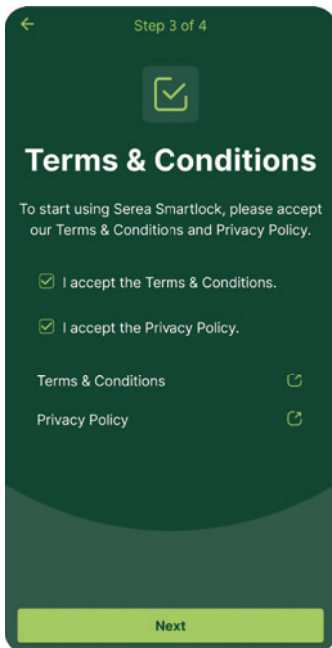 Step 3 of 4
Terms & Conditions
To start using Serea Smartlock, please accept
our Terms & Conditions and Privacy Policy.
I accept the Terms & Conditions.
I accept the Privacy Policy.
Terms & Conditions
Privacy Policy
Next